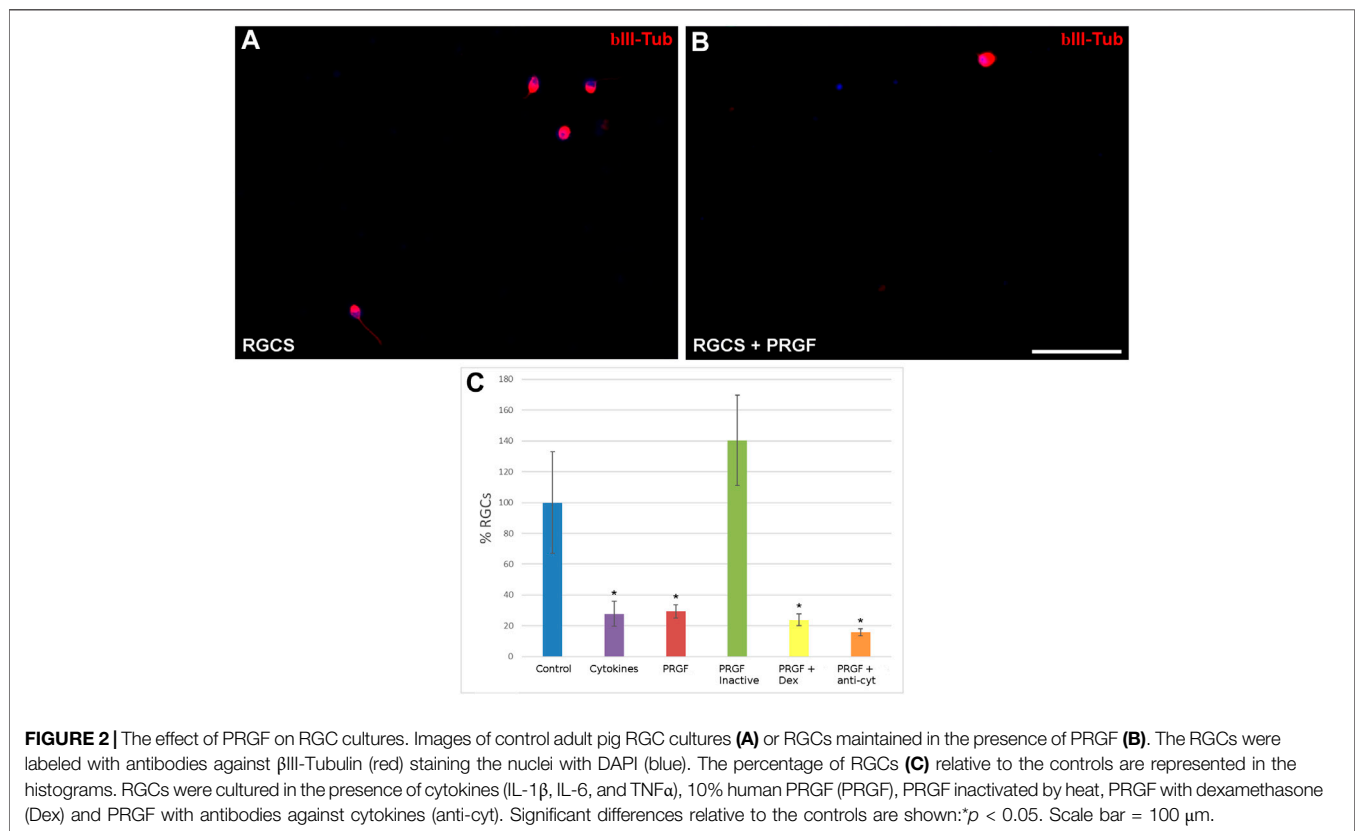 A
bIII-Tub
RGCS
B
bIII-Tub
RGCS + PRGF
C
180
160
140
120
100
80
60
40
20
0
% RGCs
* * * *
Control Cytokines PRGF PRGF PRGF + PRGF +
Inactive Dex anti-cyt
FIGURE 2 | The effect of PRGF on RGC cultures. Images of control adult pig RGC cultures (A) or RGCs maintained in the presence of PRGF (B). The RGCs were
labeled with antibodies against βIII-Tubulin (red) staining the nuclei with DAPI (blue). The percentage of RGCs (C) relative to the controls are represented in the
histograms. RGCs were cultured in the presence of cytokines (IL-1β, IL-6, and TNFα), 10% human PRGF (PRGF), PRGF inactivated by heat, PRGF with dexamethasone
(Dex) and PRGF with antibodies against cytokines (anti-cyt). Significant differences relative to the controls are shown:*p < 0.05. Scale bar = 100 μm.